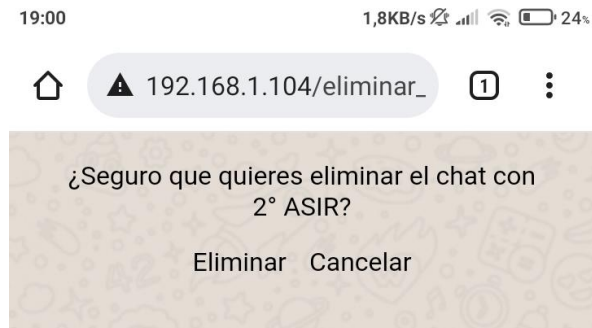 19:00 1,8KB/s 24%
192.168.1.104/eliminar_
1
¿Seguro que quieres eliminar el chat con
2° ASIR?
Eliminar Cancelar